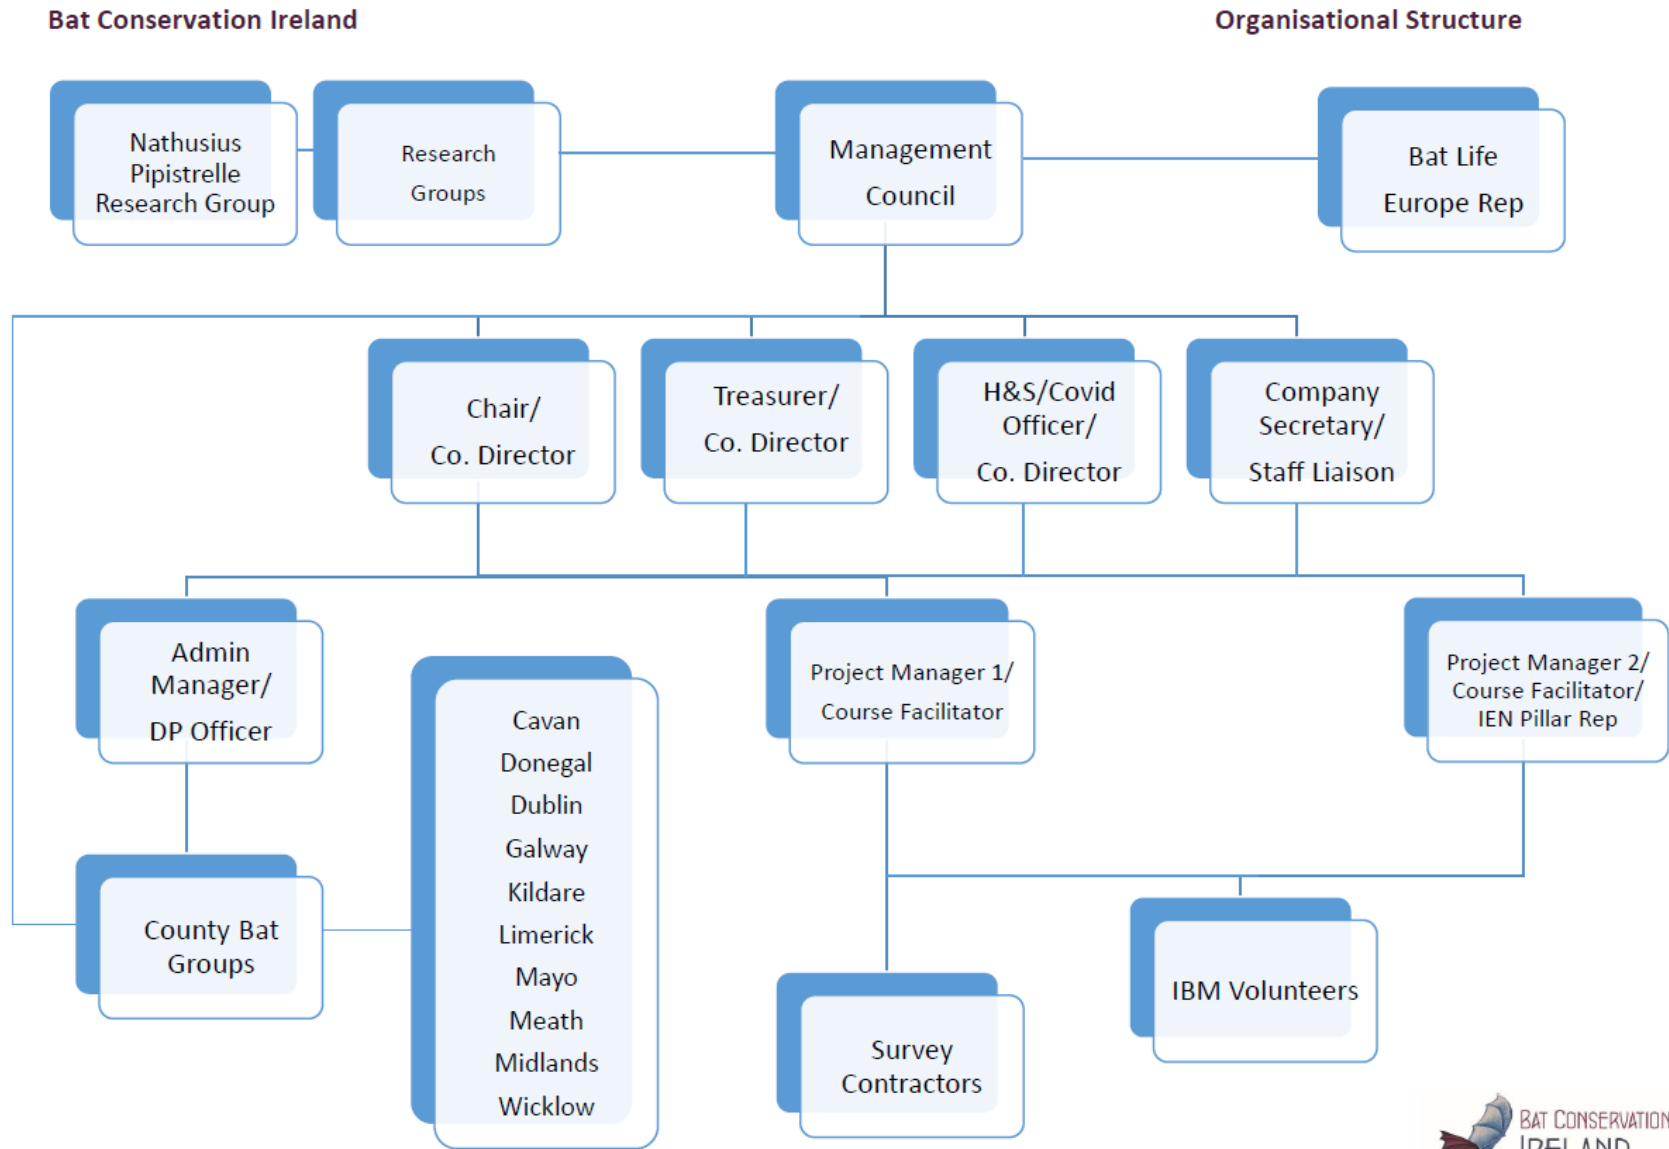 Bat Conservation Ireland
Organisational Structure
Nathusius
Pipistrelle
Research Group
Research
Groups
Management
Council
Bat Life
Europe Rep
Chair/
Co. Director
Treasurer/
Co. Director
H&S/Covid
Officer/
Co. Director
Company
Secretary/
Staff Liaison
Admin
Manager/
DP Officer
Project Manager 1/
Course Facilitator
Project Manager 2/
Course Facilitator/
IEN Pillar Rep
Cavan
Donegal
Dublin
Galway
Kildare
Limerick
Mayo
Meath
Midlands
Wicklow
County Bat
Groups
IBM Volunteers
Survey
Contractors
BAT CONSERVATION
IRELAND